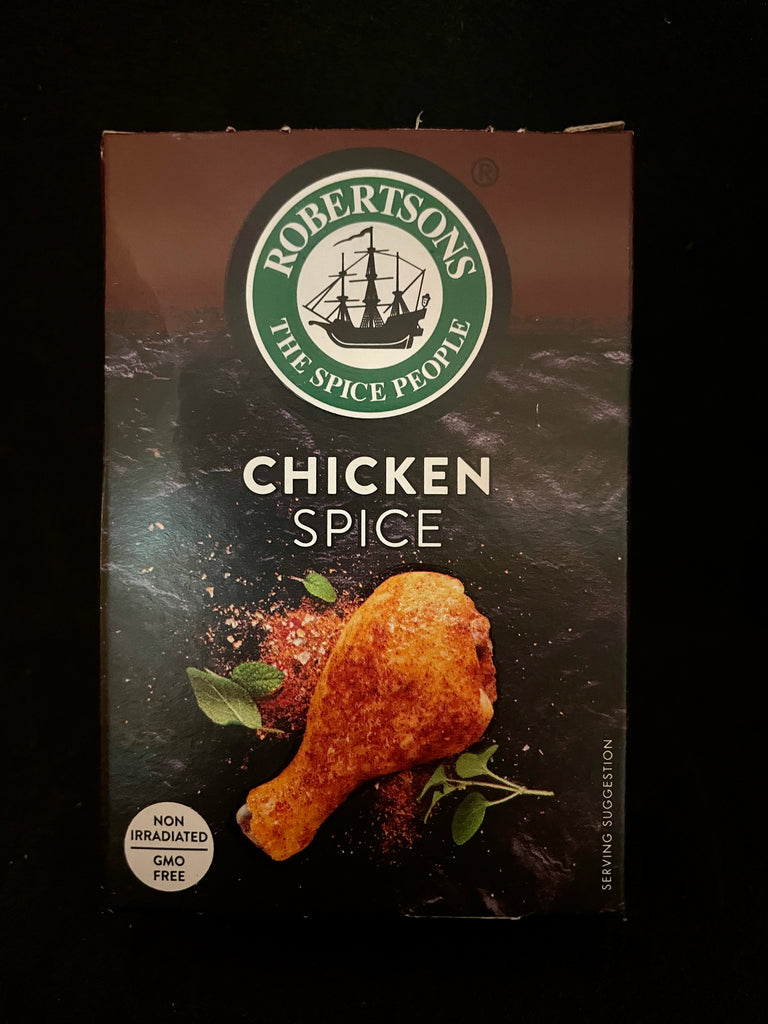 ®
ROBERTSONS
THE SPICE PEOPLE
CHICKEN
SPICE
NON
IRRADIATED
GMO
FREE
SERVING SUGGESTION